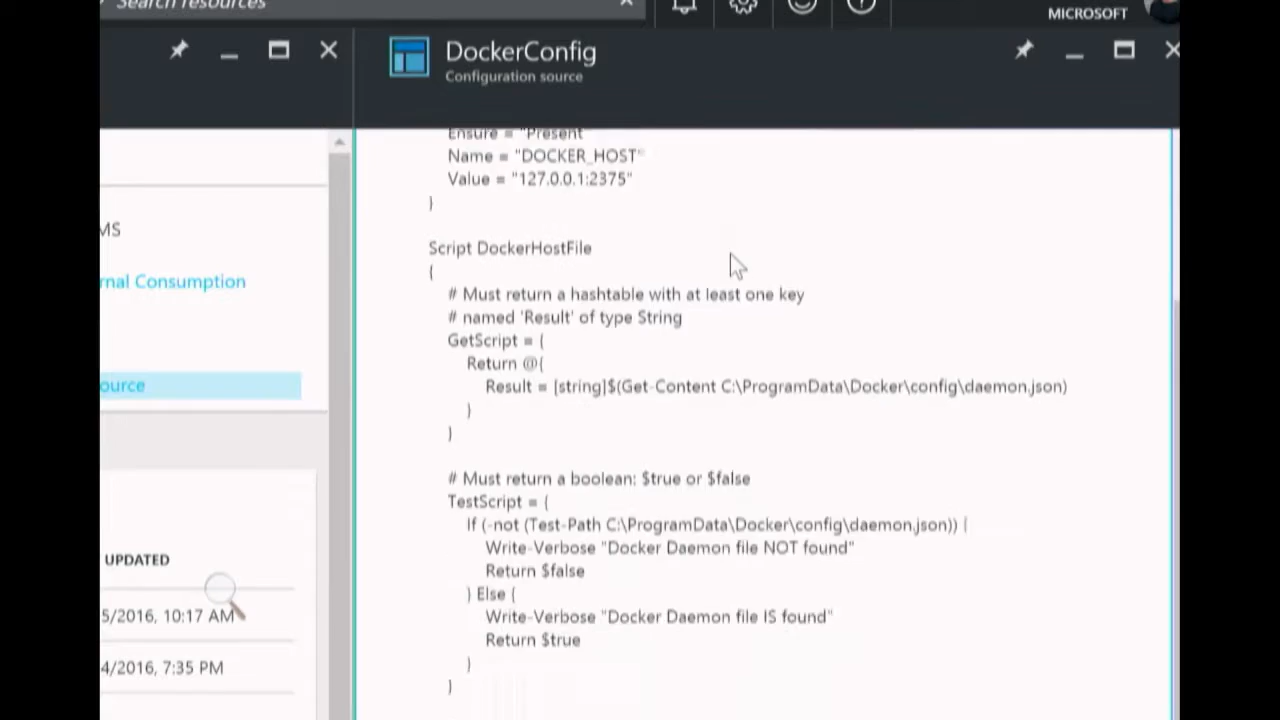 Search resources
MICROSOFT
DockerConfig
Configuration source
Ensure = "Present"
Name = "DOCKER_HOST"
Value = "127.0.0.1:2375"
}
Script DockerHostFile
{
# Must return a hashtable with at least one key
# named 'Result' of type String
GetScript = {
Return @{
Result = [string]$(Get-Content C:\ProgramData\Docker\config\daemon.json)
}
}
# Must return a boolean: $true or $false
TestScript = {
If (-not (Test-Path C:\ProgramData\Docker\config\daemon.json)) {
Write-Verbose "Docker Daemon file NOT found"
Return $false
} Else {
Write-Verbose "Docker Daemon file IS found"
Return $true
}
}
MS
rnal Consumption
ource
UPDATED
5/2016, 10:17 AM
4/2016, 7:35 PM